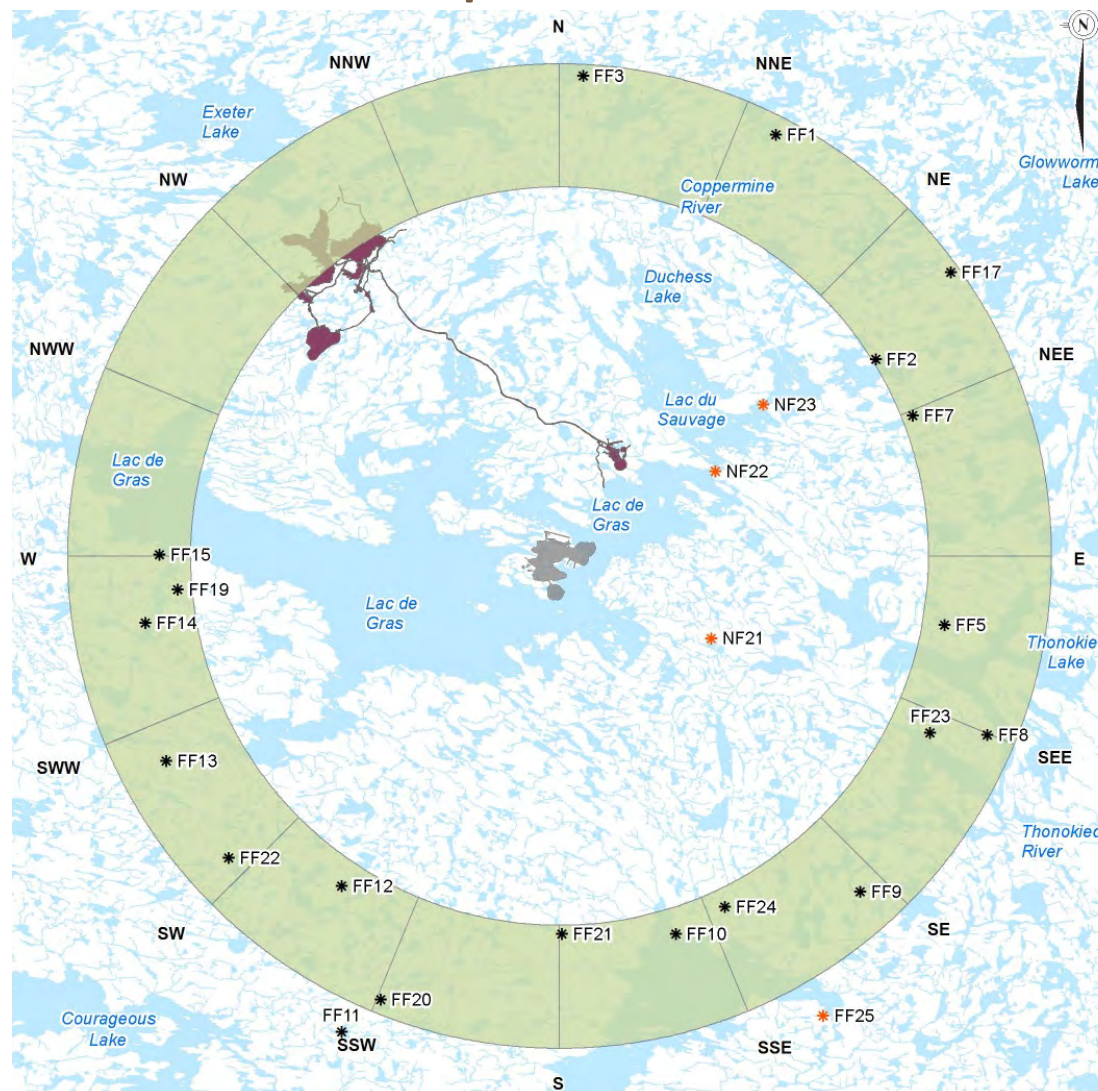 N
N
NNW
NNE
FF3
Exeter
Lake
FF1
Glowworm
Lake
NW
NE
Coppermine
River
FF17
Duchess
Lake
NWW
NEE
FF2
Lac du
Sauvage
NF23
FF7
Lac de
Gras
NF22
Lac de
Gras
W
FF15
E
FF19
Lac de
Gras
FF14
FF5
NF21
Thonokied
Lake
FF23
FF8
SWW
FF13
SEE
Thonokied
River
FF22
FF12
FF9
FF24
SW
FF21
FF10
SE
FF20
FF11
SSW
Courageous
Lake
FF25
SSE
S